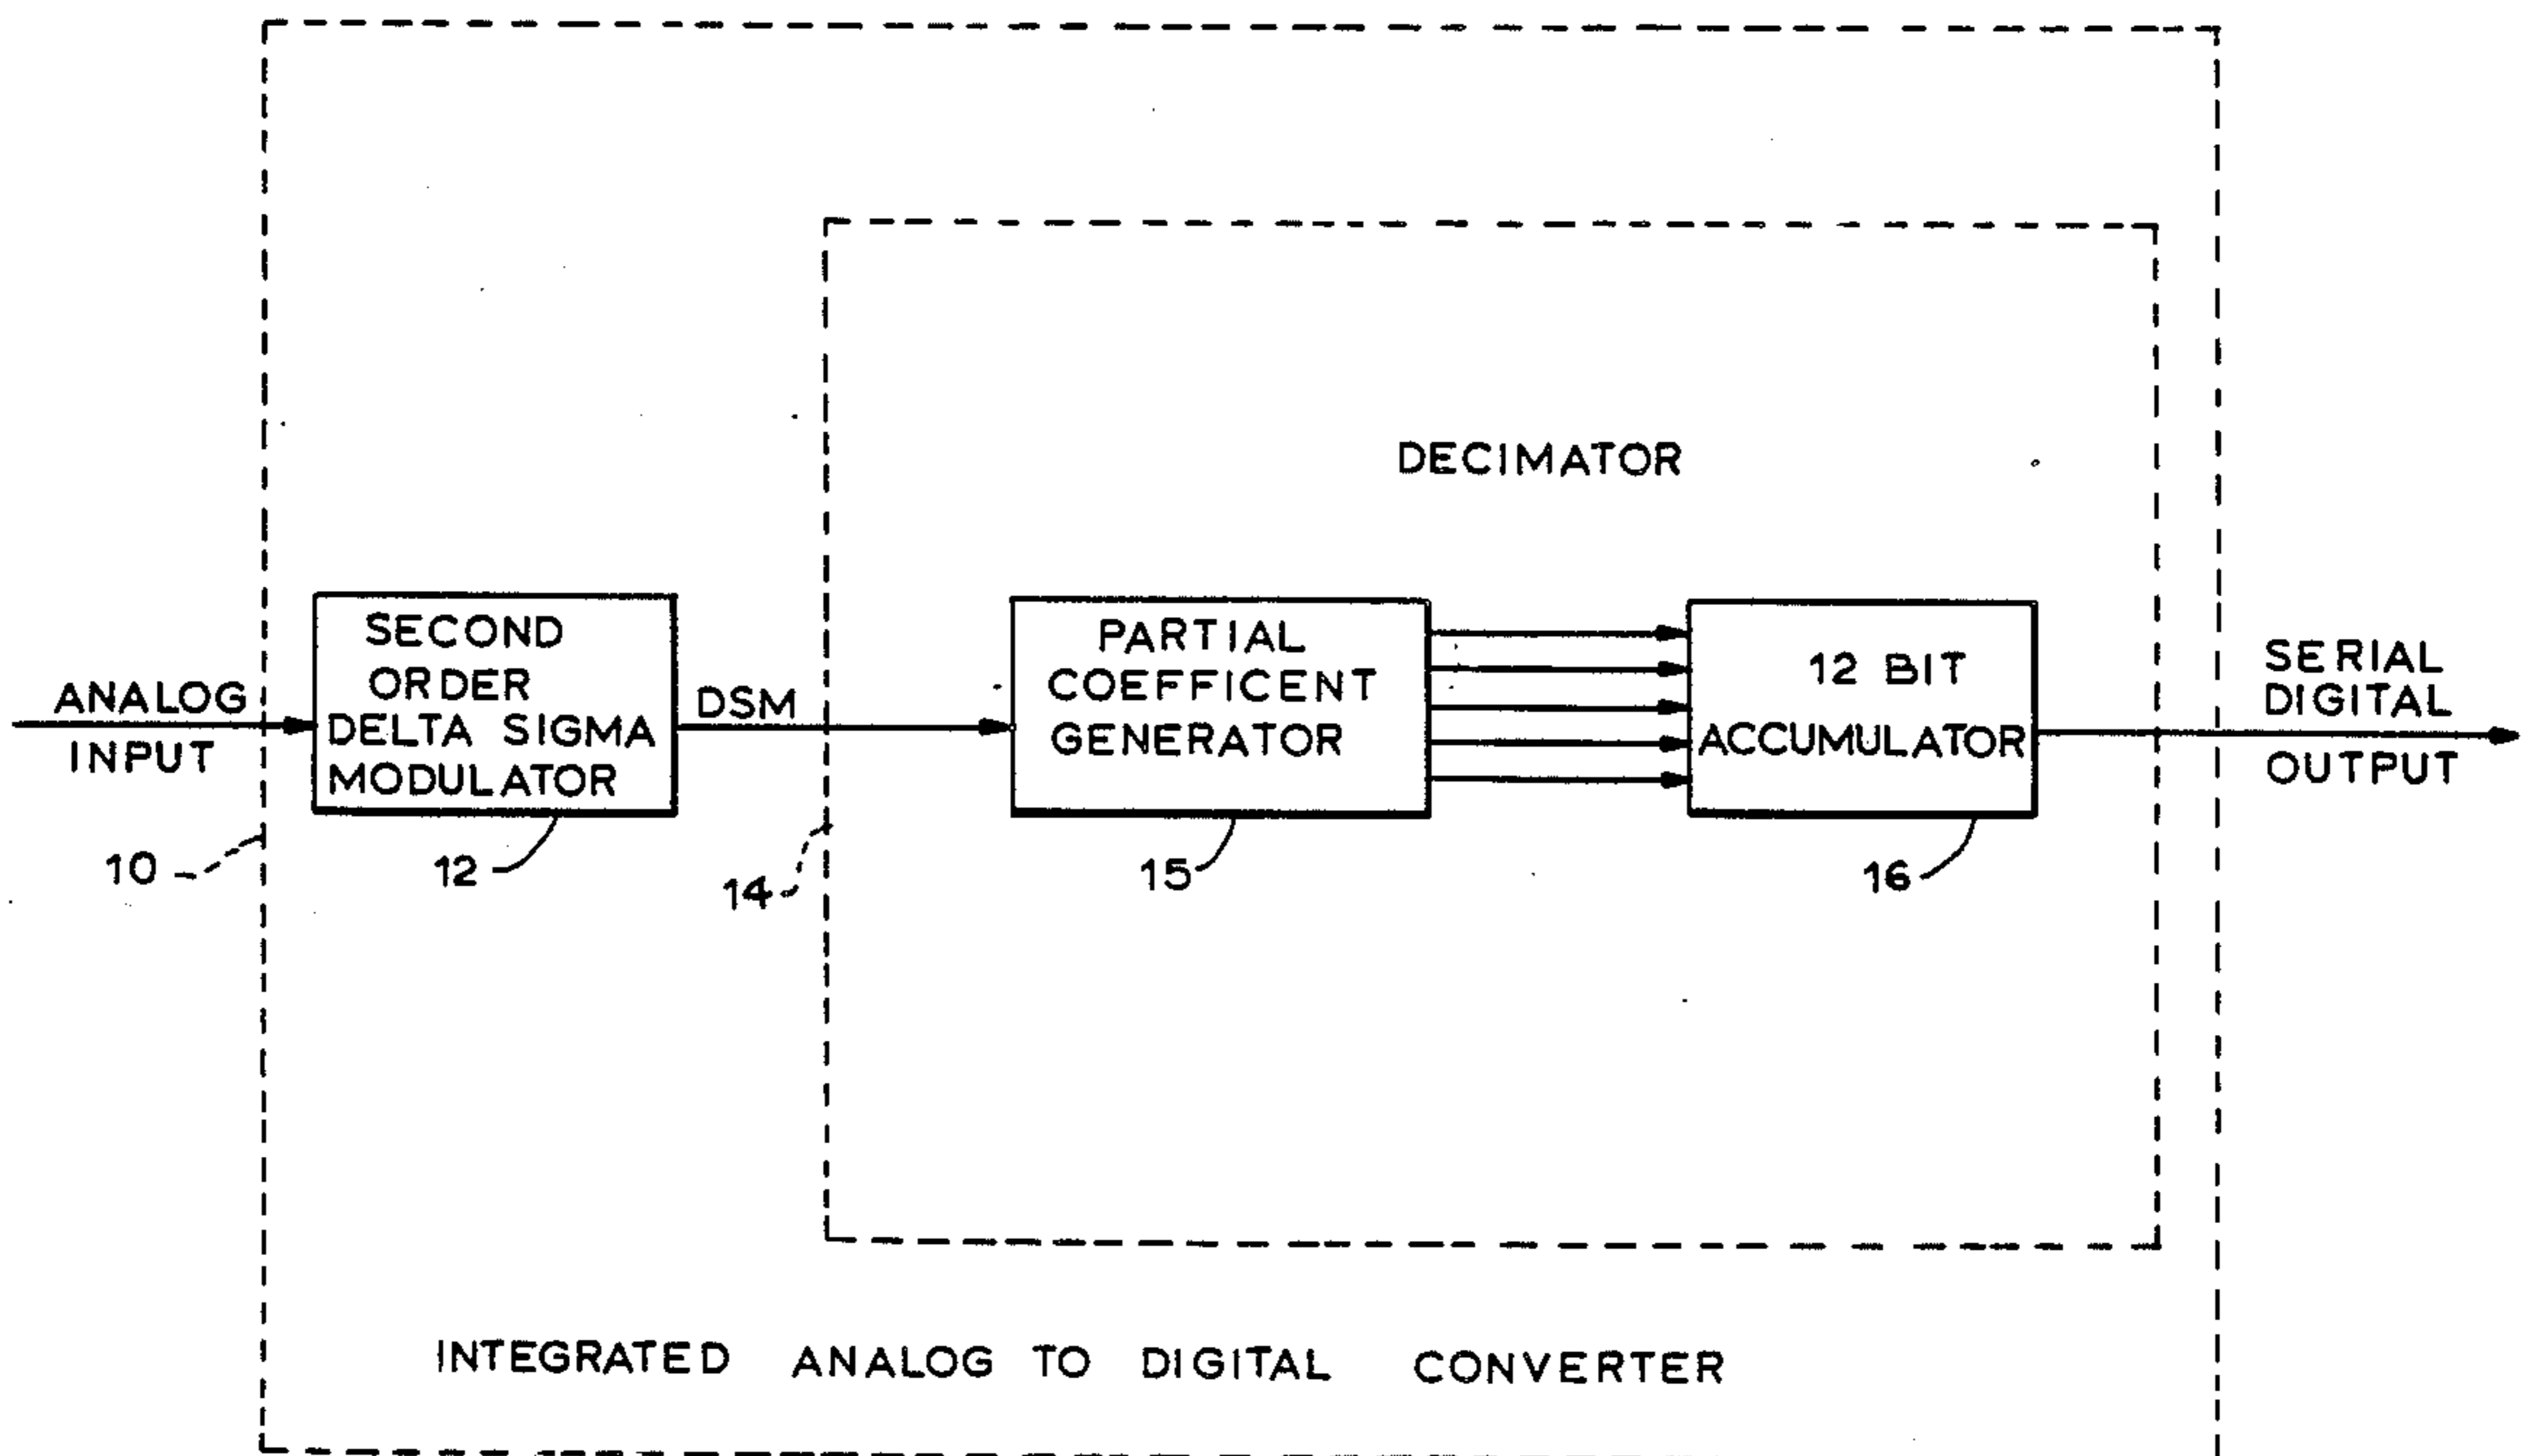 DECIMATOR
ANALOG
INPUT
SECOND
ORDER
DELTA SIGMA
MODULATOR
DSM
PARTIAL
COEFFICENT
GENERATOR
12 BIT
ACCUMULATOR
SERIAL
DIGITAL
OUTPUT
10
12
14
15
16
INTEGRATED ANALOG TO DIGITAL CONVERTER